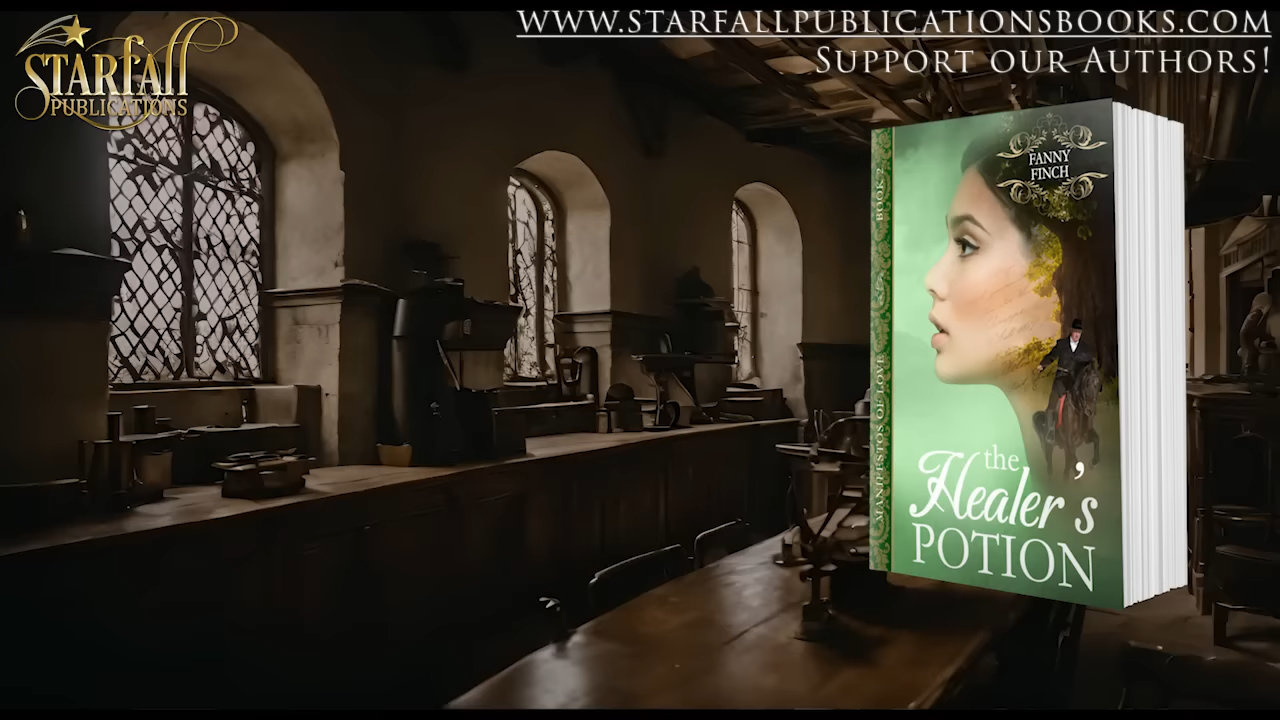 STARfall
PUBLICATIONS
WWW.STARFALLPUBLICATIONSBOOKS.COM
SUPPORT OUR AUTHORS!
FANNY
FINCH
BOOK 2
MANIFESTOS OF LOVE
the
Healer's
POTION